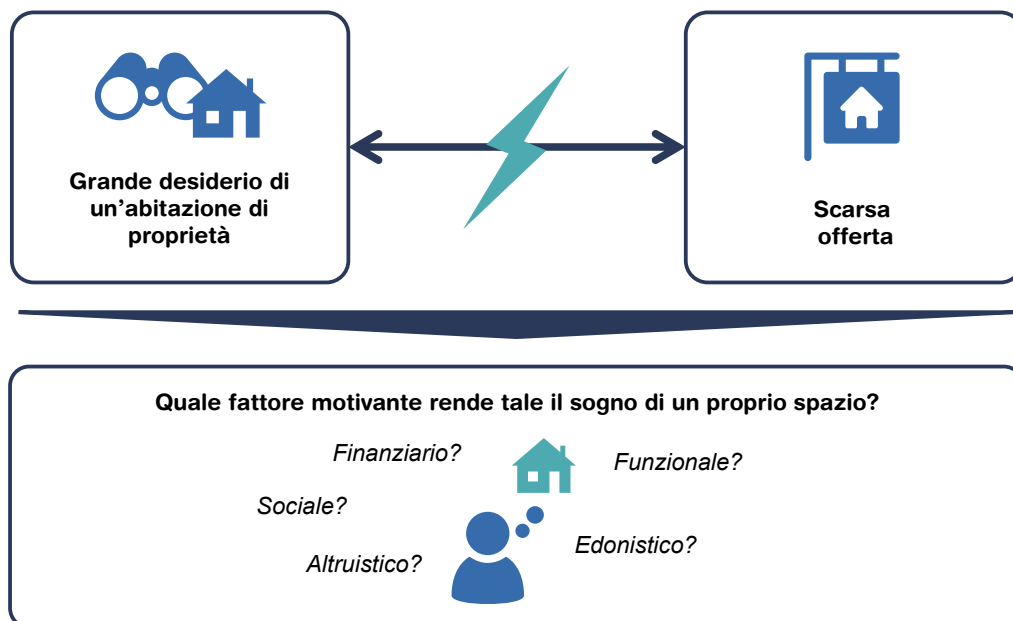 Grande desiderio di
un'abitazione di
proprietà
Scarsa
offerta
Quale fattore motivante rende tale il sogno di un proprio spazio?
Finanziario?
Funzionale?
Sociale?
Edonistico?
Altruistico?